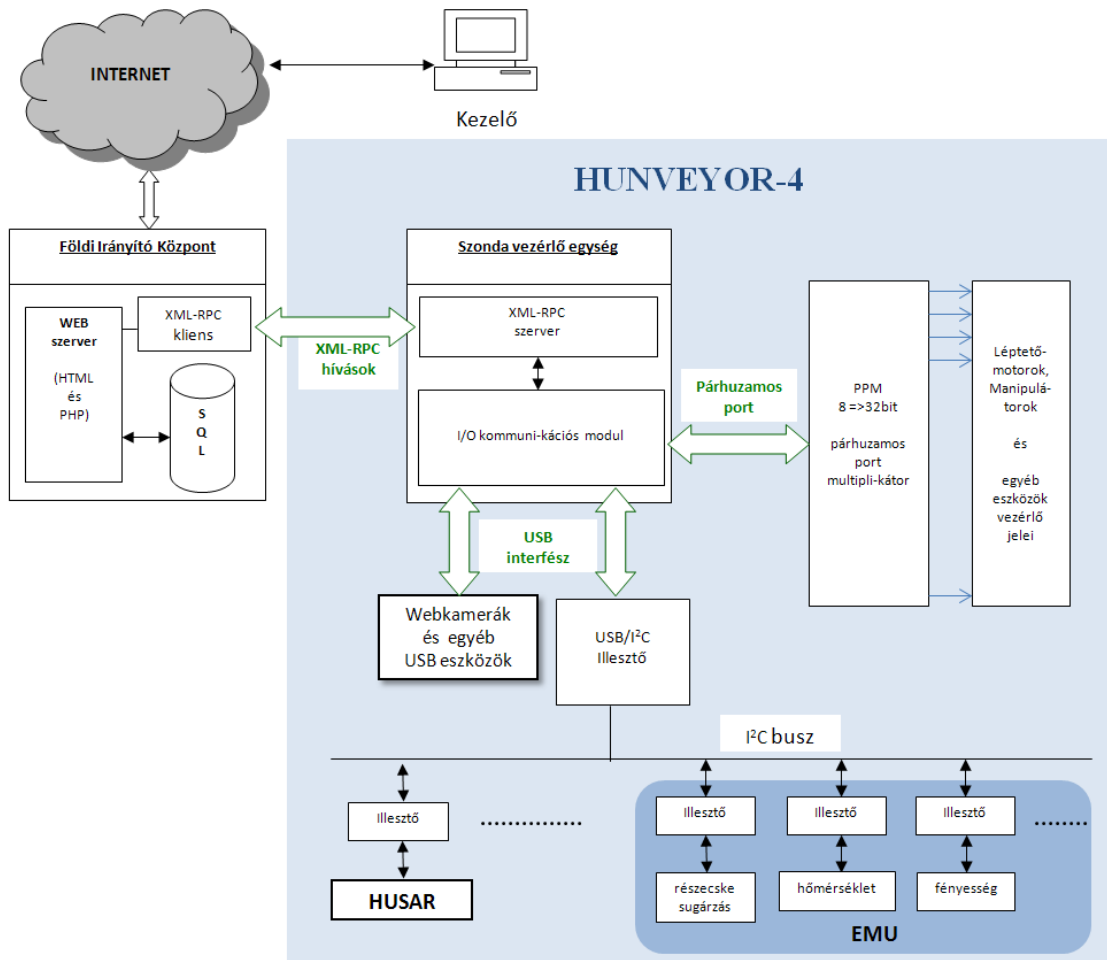 INTERNET
Kezelő
HUNVEYOR-4
Földi Irányító Központ
WEB
szerver
(HTML
és
PHP)
XML-RPC
kliens
S
Q
L
XML-RPC
hívások
Szonda vezérlő egység
XML-RPC
szerver
I/O kommuni-kációs modul
Párhuzamos
port
PPM
8 =>32bit
párhuzamos
port
multipli-kátor
Léptető-
motorok,
Manipulá-
torok
és
egyéb
eszközök
vezérlő
jelei
USB
interfész
Webkamerák
és egyéb
USB eszközök
USB/I²C
Illesztő
I²C busz
Illesztő
...............
HUSAR
Illesztő
Illesztő
Illesztő
........
részecske
sugárzás
hőmérséklet
fényesség
EMU